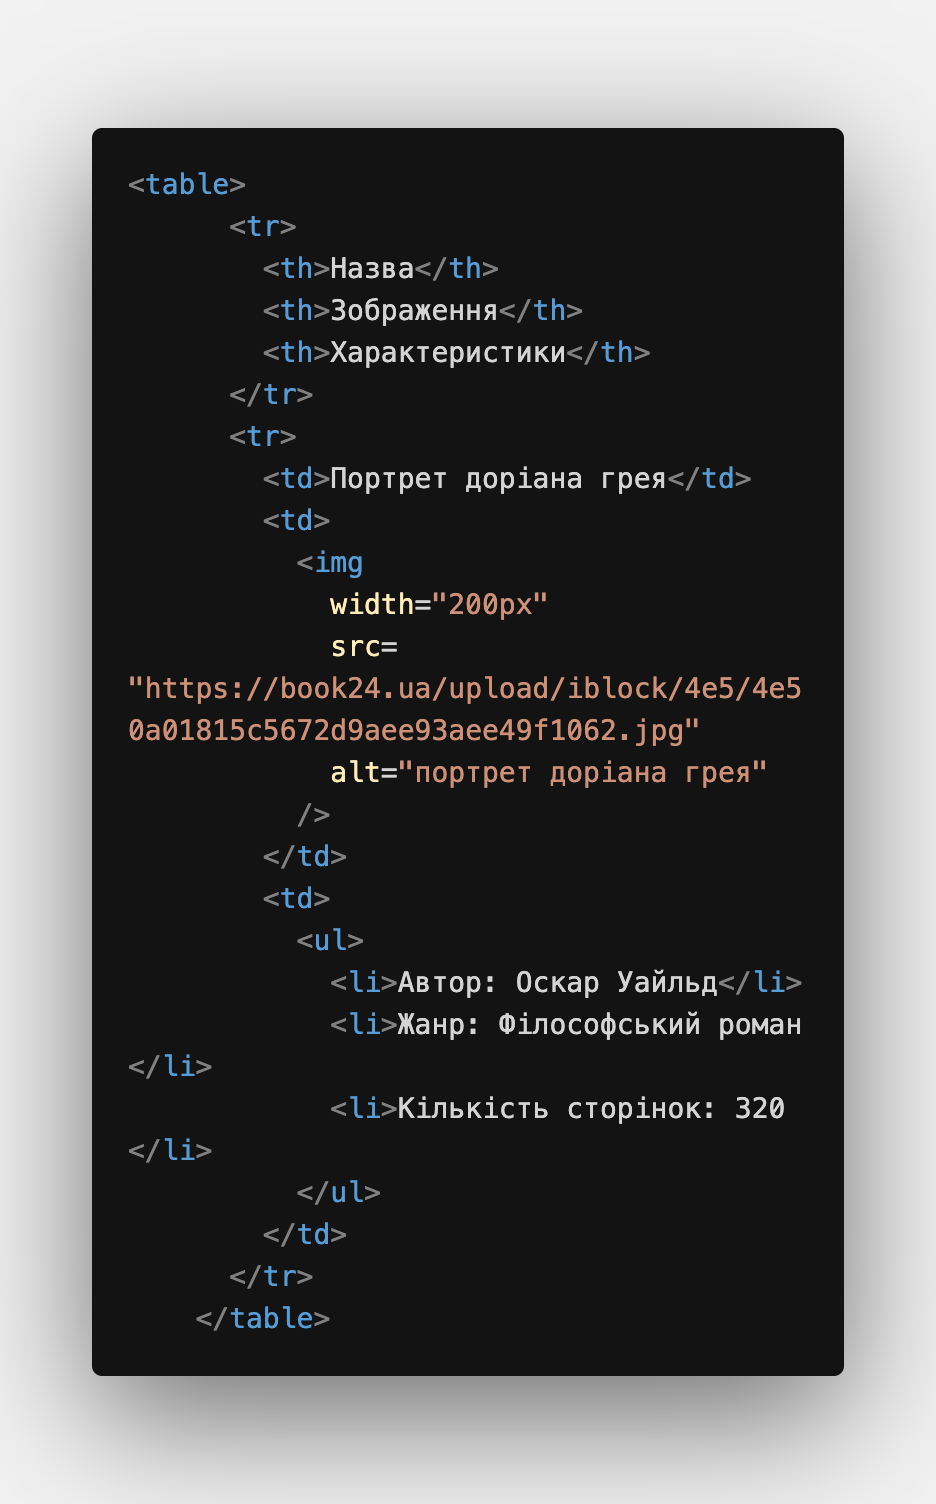 <table>
<tr>
<th>Назва</th>
<th>Зображення</th>
<th>Характеристики</th>
</tr>
<tr>
<td>Портрет доріана грея</td>
<td>
<img
width="200px"
src=
"https://book24.ua/upload/iblock/4e5/4e5
0a01815c5672d9aee93aee49f1062.jpg"
alt="портрет доріана грея"
/>
</td>
<td>
<ul>
<li>Автор: Оскар Уайльд</li>
<li>Жанр: Філософський роман
</li>
<li>Кількість сторінок: 320
</li>
</ul>
</td>
</tr>
</table>